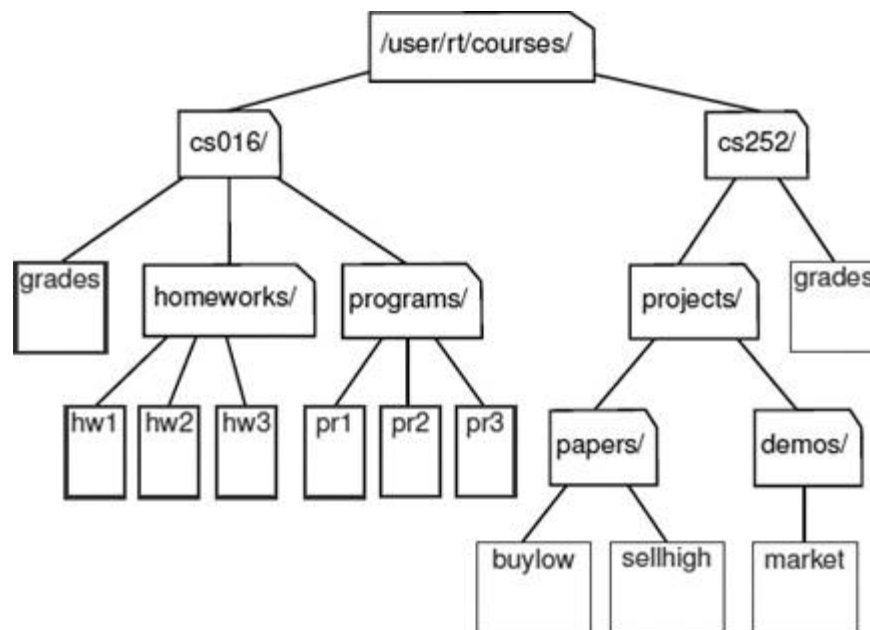 /user/rt/courses/
cs016/
cs252/
grades
homeworks/
programs/
projects/
grades
hw1
hw2
hw3
pr1
pr2
pr3
papers/
demos/
buylow
sellhigh
market